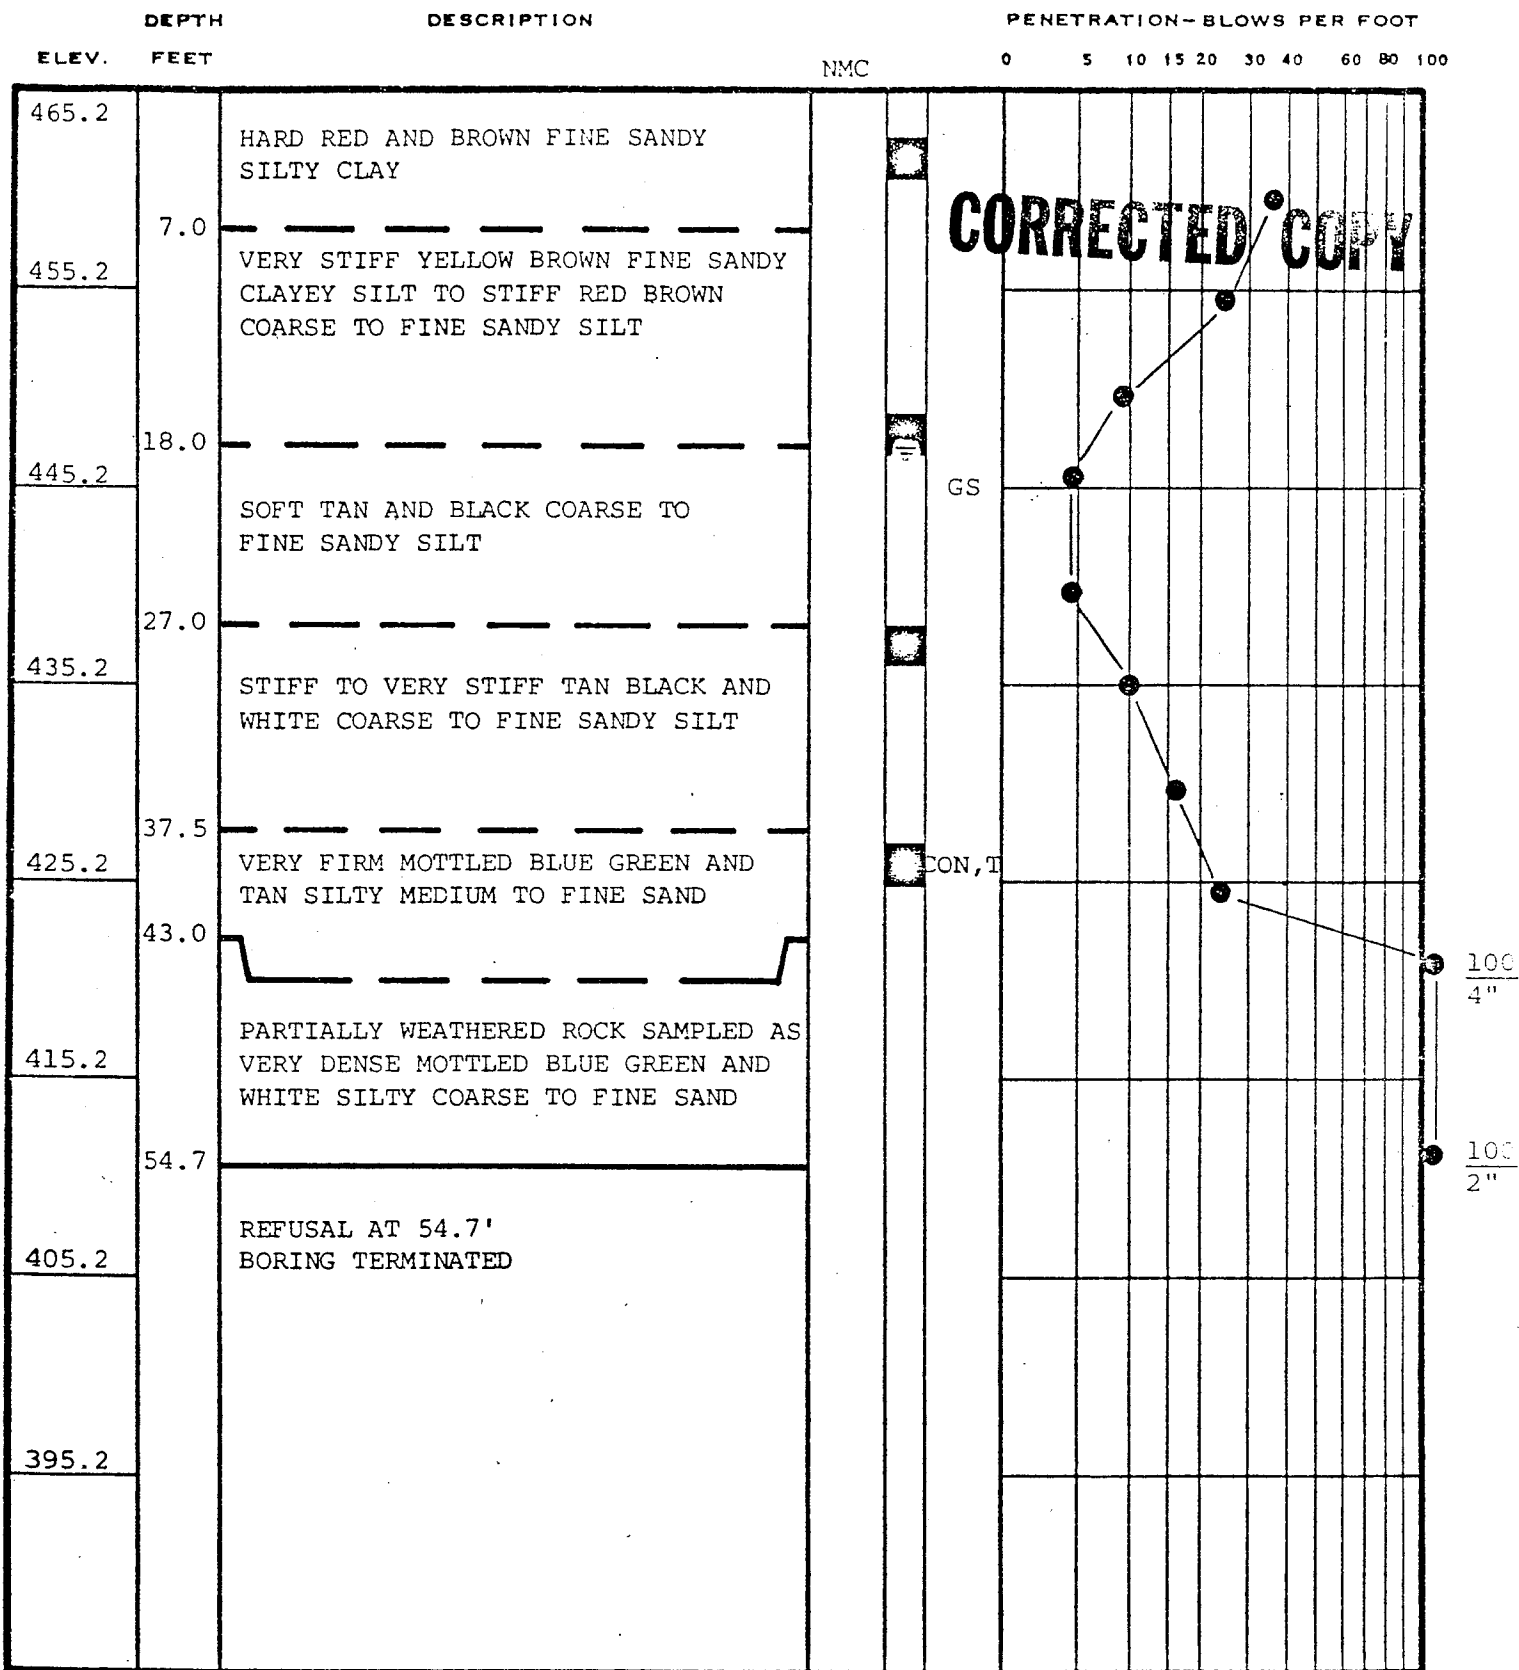 DEPTH DESCRIPTION PENETRATION-BLOWS PER FOOT
ELEV. FEET NMC 0 5 10 15 20 30 40 60 80 100
465.2
HARD RED AND BROWN FINE SANDY
SILTY CLAY
CORRECTED COPY
7.0
VERY STIFF YELLOW BROWN FINE SANDY
455.2
CLAYEY SILT TO STIFF RED BROWN
COARSE TO FINE SANDY SILT
18.0
445.2
GS
SOFT TAN AND BLACK COARSE TO
FINE SANDY SILT
27.0
435.2
STIFF TO VERY STIFF TAN BLACK AND
WHITE COARSE TO FINE SANDY SILT
37.5
425.2
VERY FIRM MOTTLED BLUE GREEN AND
CON,T
TAN SILTY MEDIUM TO FINE SAND
43.0
100
4"
PARTIALLY WEATHERED ROCK SAMPLED AS
415.2
VERY DENSE MOTTLED BLUE GREEN AND
WHITE SILTY COARSE TO FINE SAND
54.7
100
2"
REFUSAL AT 54.7'
405.2
BORING TERMINATED
395.2